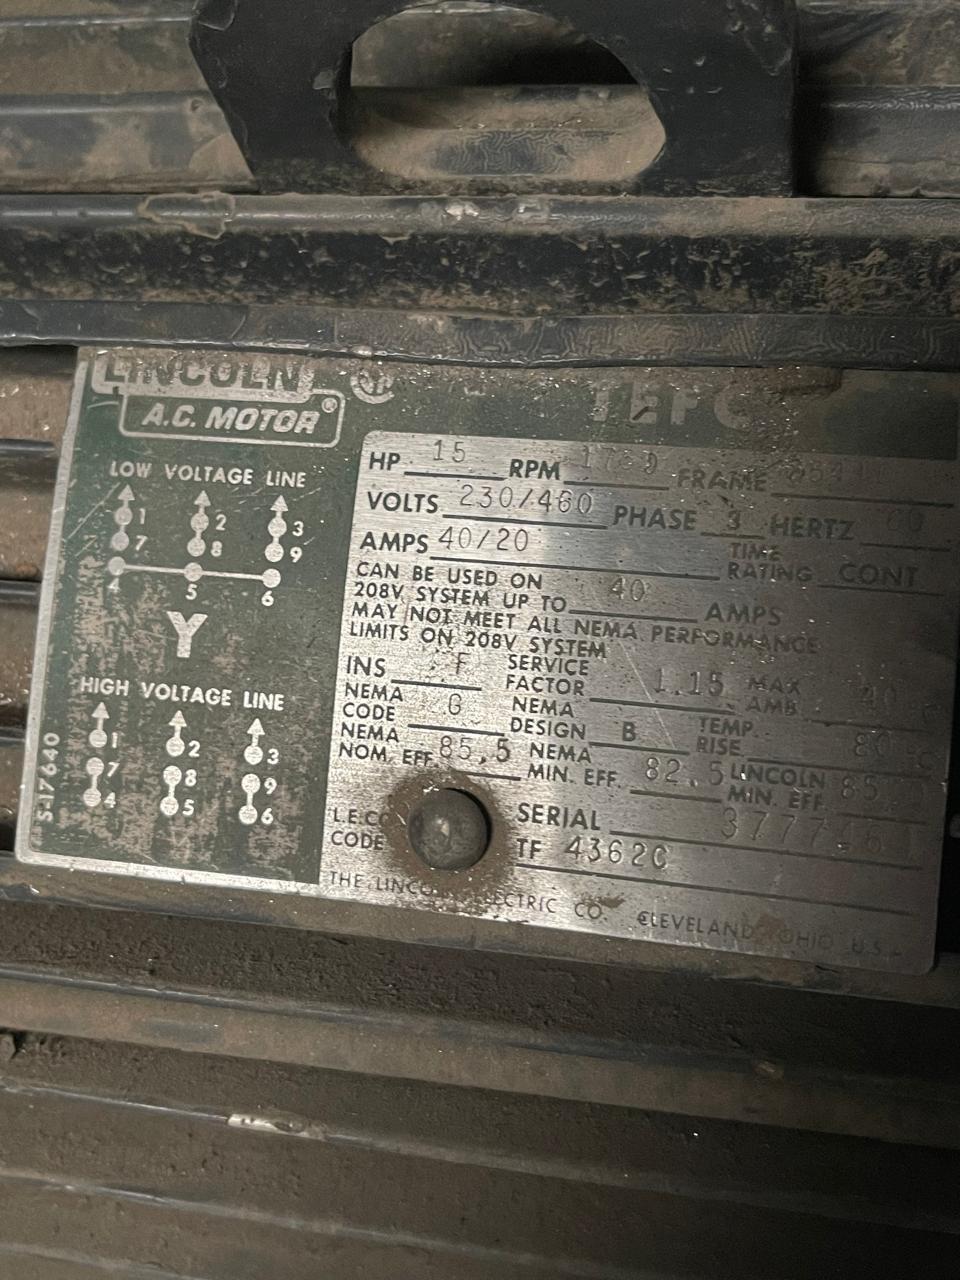 LINCOLN
A.C. MOTOR®
TEFC
LOW VOLTAGE LINE
1 2 3
7 8 9
4 5 6
Y
HIGH VOLTAGE LINE
1 2 3
7 8 9
4 5 6
S-17640
HP 15 RPM FRAME
VOLTS 230/460 PHASE 3 HERTZ 60
AMPS 40/20 TIME RATING CONT
CAN BE USED ON
208V SYSTEM UP TO 40 AMPS
MAY NOT MEET ALL NEMA PERFORMANCE
LIMITS ON 208V SYSTEM
INS F SERVICE FACTOR 1.15 MAX AMB.
NEMA CODE G NEMA DESIGN B TEMP. RISE 80 C
NEMA NOM. EFF. 85.5 NEMA MIN. EFF. 82.5 LINCOLN MIN. EFF.
L.E.CO. CODE SERIAL
TF 4362C
THE LINCOLN ELECTRIC CO. CLEVELAND, OHIO U.S.A.